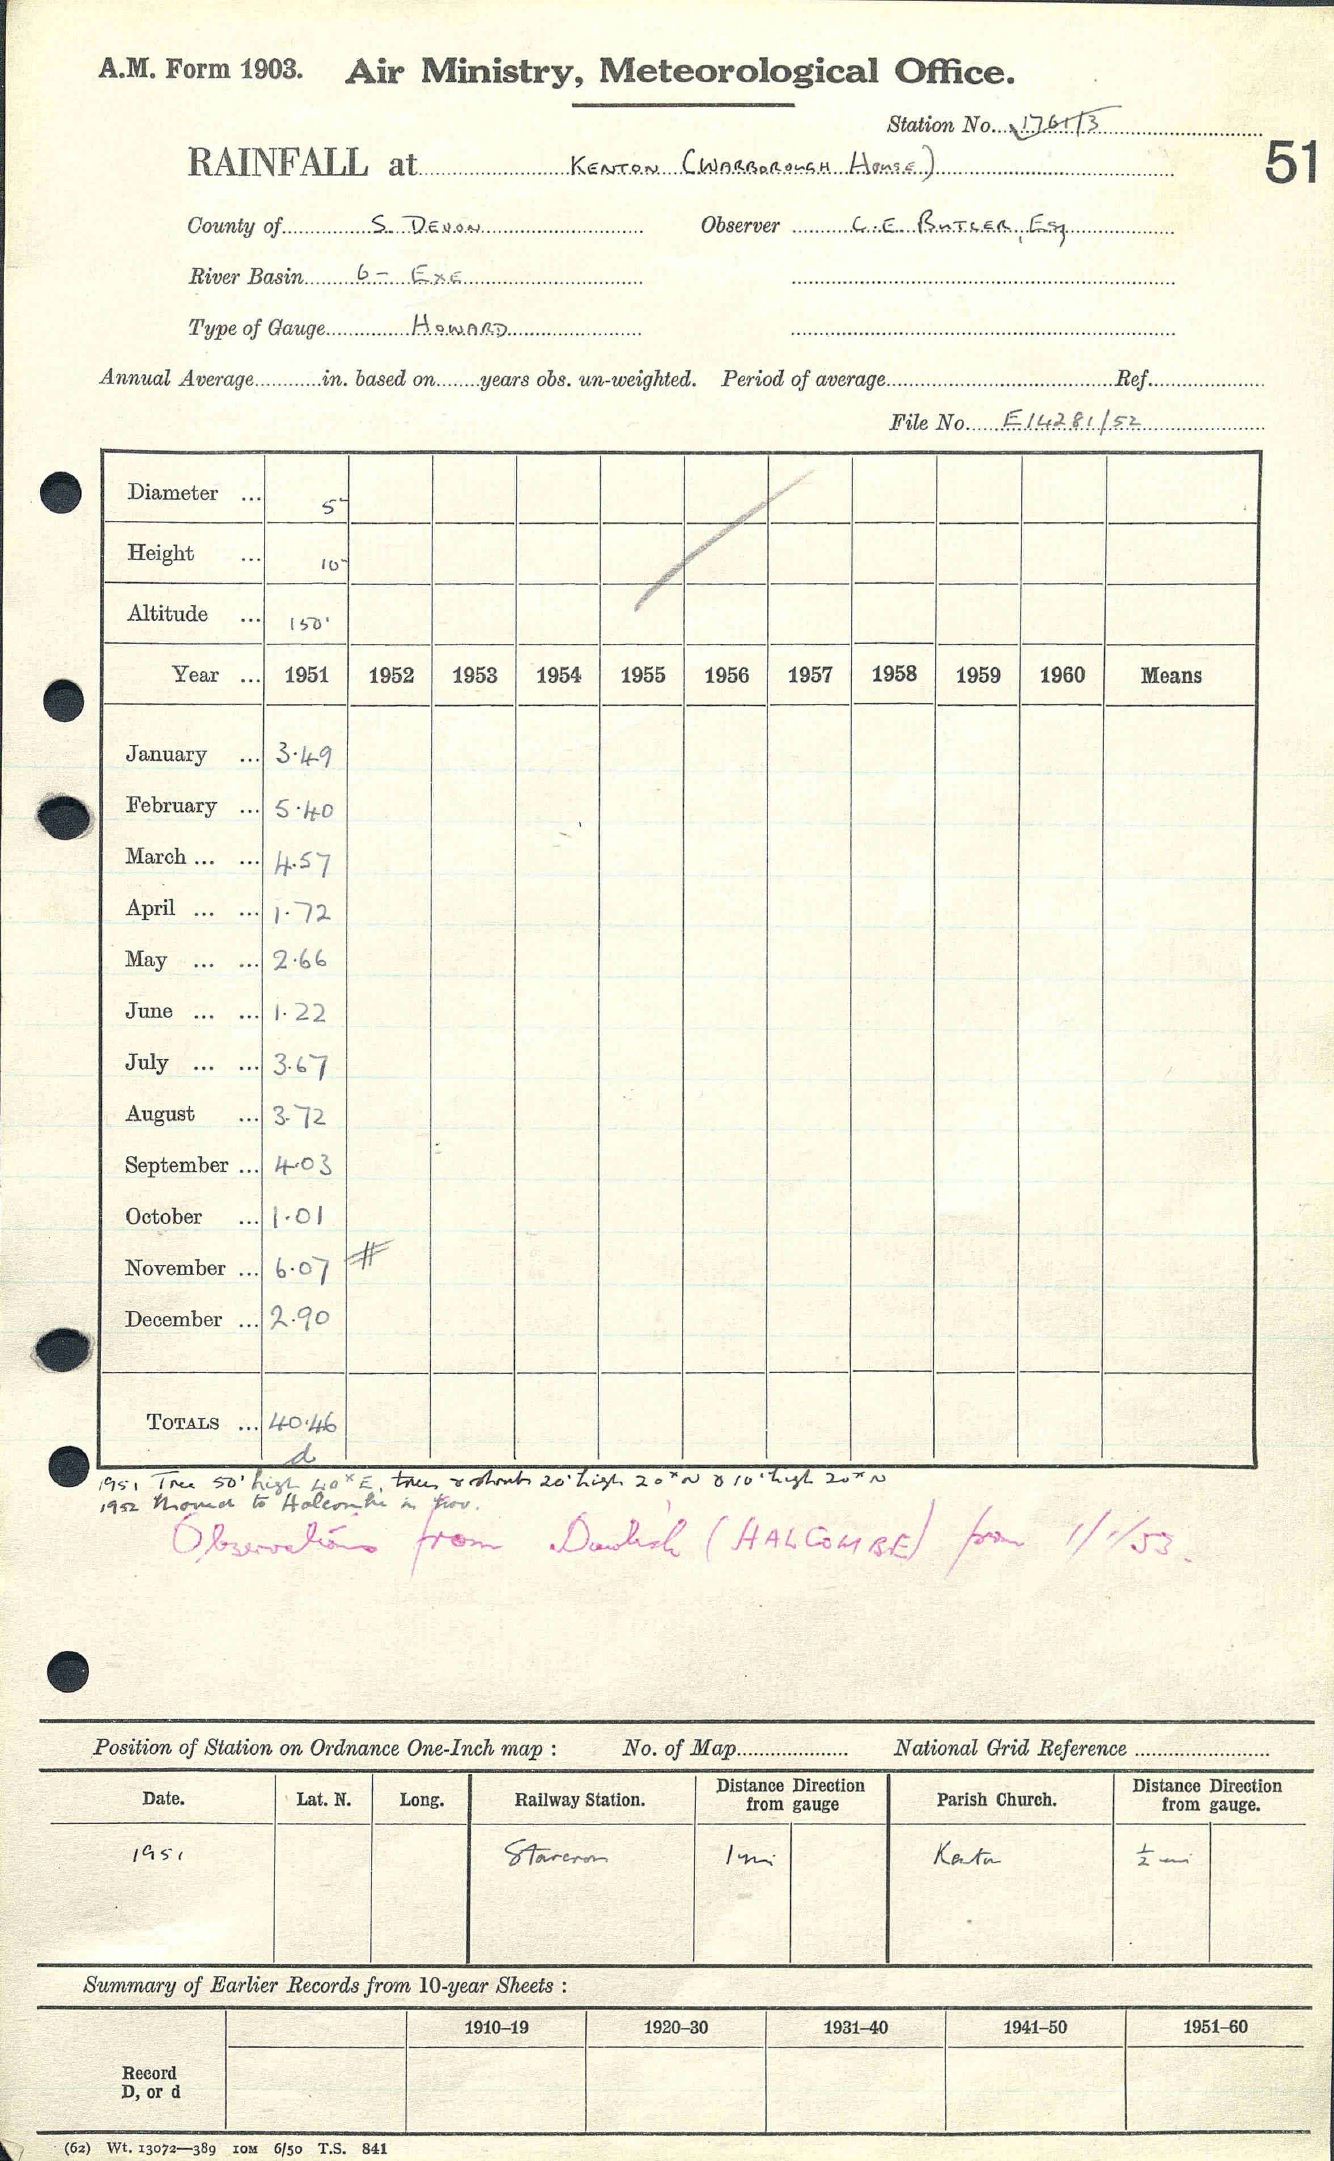 A.M. Form 1903. Air Ministry, Meteorological Office.
Station No. 1761/3
RAINFALL at KENTON (WARBOROUGH HOUSE)
51
County of S. DEVON Observer C.E. BUTLER, Esq
River Basin 6 - EXE
Type of Gauge HOWARD
Annual Average in. based on years obs. un-weighted. Period of average Ref.
File No. E14281/52
Diameter ... 5"
Height ... 10"
Altitude ... 150'
Year ... 1951 1952 1953 1954 1955 1956 1957 1958 1959 1960 Means
January ... 3.49
February ... 5.40
March ... ... 4.57
April ... ... 1.72
May ... ... 2.66
June ... ... 1.22
July ... ... 3.67
August ... 3.72
September ... 4.03
October ... 1.01
November ... 6.07 #
December ... 2.90
TOTALS ... 40.46
d
1951 Tree 50' high 40x E, trees & shrubs 20' high 20x N & 10' high 20x N
1952 Moved to Holcombe in Nov.
Observations from Dawlish (HALCOMBE) from 1/1/53.
Position of Station on Ordnance One-Inch map : No. of Map National Grid Reference
Date. Lat. N. Long. Railway Station. Distance Direction from gauge Parish Church. Distance Direction from gauge.
1951 Starcross 1 mi Kenton ½ mi
Summary of Earlier Records from 10-year Sheets :
1910–19 1920–30 1931–40 1941–50 1951–60
Record
D, or d
(62) Wt. 13072—389 10M 6/50 T.S. 841